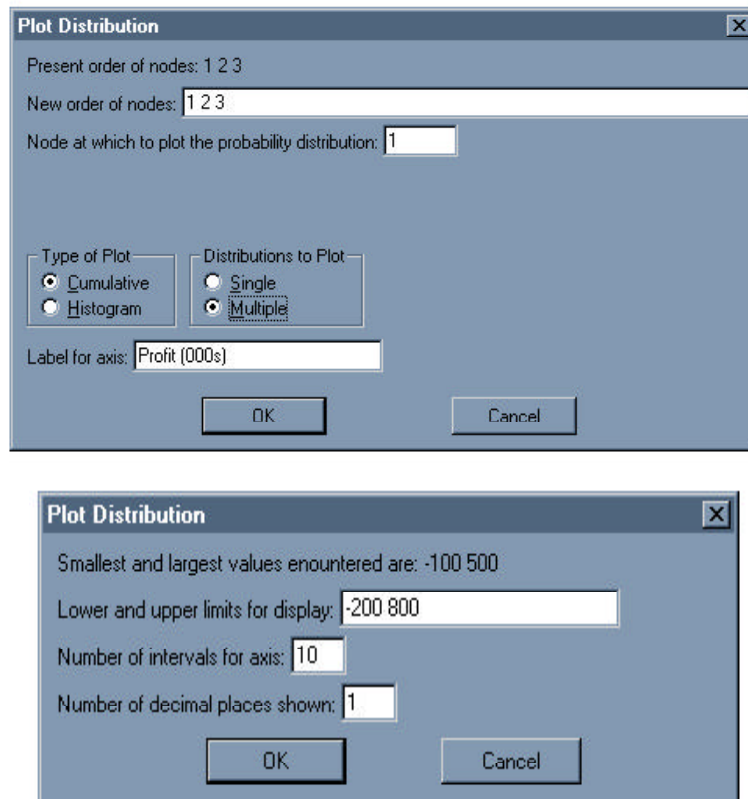 Plot Distribution
Present order of nodes: 1 2 3
New order of nodes: 1 2 3
Node at which to plot the probability distribution: 1
Type of Plot
Cumulative
Histogram
Distributions to Plot
Single
Multiple
Label for axis: Profit (000s)
OK Cancel
Plot Distribution
Smallest and largest values enountered are: -100 500
Lower and upper limits for display: -200 800
Number of intervals for axis: 10
Number of decimal places shown: 1
OK Cancel